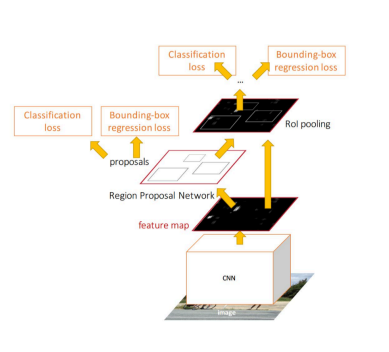 Classification
loss
Bounding-box
regression loss
...
RoI pooling
Classification
loss
Bounding-box
regression loss
proposals
Region Proposal Network
feature map
CNN
image